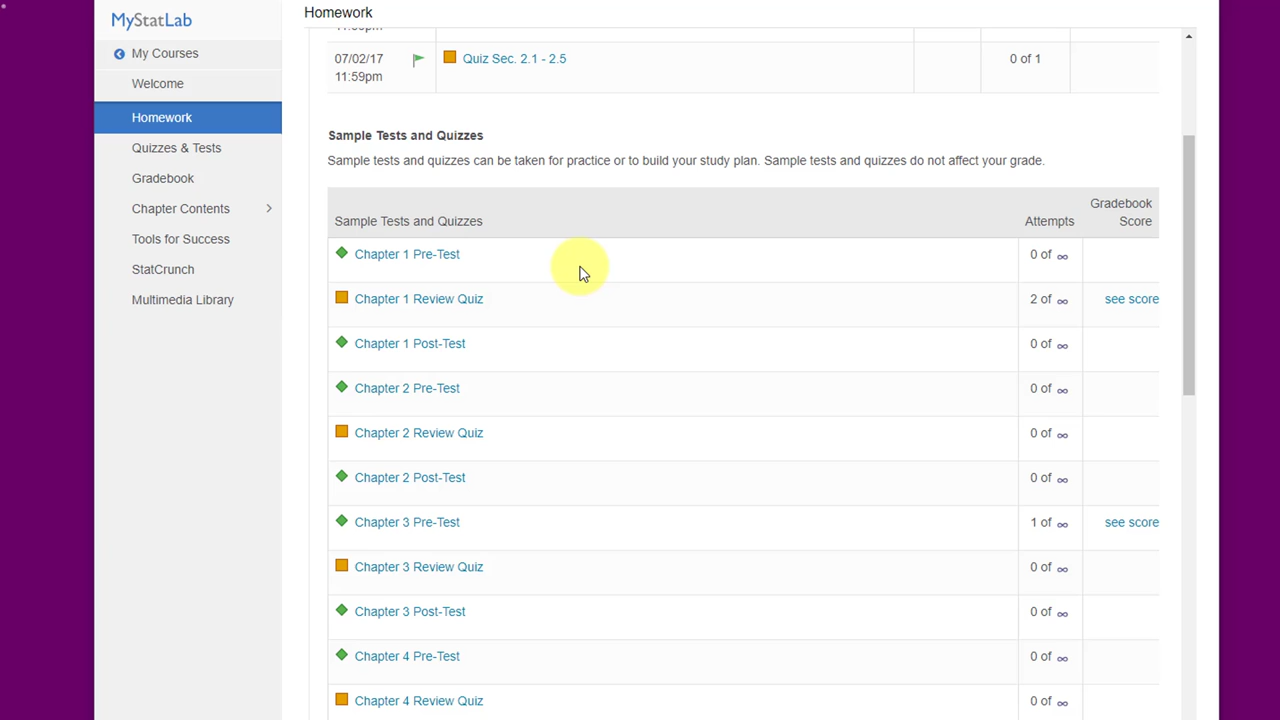 MyStatLab
My Courses
Welcome
Homework
Quizzes & Tests
Gradebook
Chapter Contents
Tools for Success
StatCrunch
Multimedia Library
Homework
07/02/17
11:59pm
Quiz Sec. 2.1 - 2.5
0 of 1
Sample Tests and Quizzes
Sample tests and quizzes can be taken for practice or to build your study plan. Sample tests and quizzes do not affect your grade.
Sample Tests and Quizzes
Attempts
Gradebook
Score
Chapter 1 Pre-Test 0 of ∞
Chapter 1 Review Quiz 2 of ∞ see score
Chapter 1 Post-Test 0 of ∞
Chapter 2 Pre-Test 0 of ∞
Chapter 2 Review Quiz 0 of ∞
Chapter 2 Post-Test 0 of ∞
Chapter 3 Pre-Test 1 of ∞ see score
Chapter 3 Review Quiz 0 of ∞
Chapter 3 Post-Test 0 of ∞
Chapter 4 Pre-Test 0 of ∞
Chapter 4 Review Quiz 0 of ∞